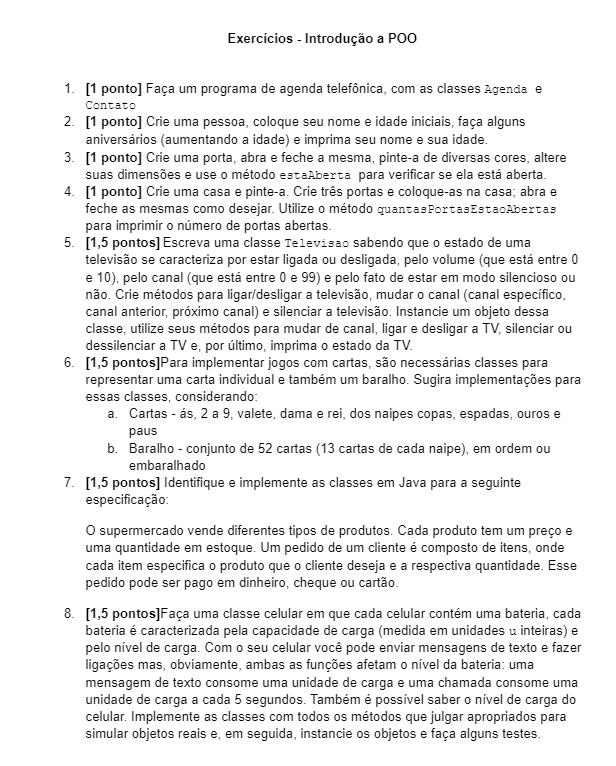 Exercícios - Introdução a POO
1. [1 ponto] Faça um programa de agenda telefônica, com as classes Agenda e
Contato
2. [1 ponto] Crie uma pessoa, coloque seu nome e idade iniciais, faça alguns
aniversários (aumentando a idade) e imprima seu nome e sua idade.
3. [1 ponto] Crie uma porta, abra e feche a mesma, pinte-a de diversas cores, altere
suas dimensões e use o método estaAberta para verificar se ela está aberta.
4. [1 ponto] Crie uma casa e pinte-a. Crie três portas e coloque-as na casa; abra e
feche as mesmas como desejar. Utilize o método quantasPortasEstaoAbertas
para imprimir o número de portas abertas.
5. [1,5 pontos] Escreva uma classe Televisao sabendo que o estado de uma
televisão se caracteriza por estar ligada ou desligada, pelo volume (que está entre 0
e 10), pelo canal (que está entre 0 e 99) e pelo fato de estar em modo silencioso ou
não. Crie métodos para ligar/desligar a televisão, mudar o canal (canal específico,
canal anterior, próximo canal) e silenciar a televisão. Instancie um objeto dessa
classe, utilize seus métodos para mudar de canal, ligar e desligar a TV, silenciar ou
dessilenciar a TV e, por último, imprima o estado da TV.
6. [1,5 pontos]Para implementar jogos com cartas, são necessárias classes para
representar uma carta individual e também um baralho. Sugira implementações para
essas classes, considerando:
a. Cartas - ás, 2 a 9, valete, dama e rei, dos naipes copas, espadas, ouros e
paus
b. Baralho - conjunto de 52 cartas (13 cartas de cada naipe), em ordem ou
embaralhado
7. [1,5 pontos] Identifique e implemente as classes em Java para a seguinte
especificação:
O supermercado vende diferentes tipos de produtos. Cada produto tem um preço e
uma quantidade em estoque. Um pedido de um cliente é composto de itens, onde
cada item especifica o produto que o cliente deseja e a respectiva quantidade. Esse
pedido pode ser pago em dinheiro, cheque ou cartão.
8. [1,5 pontos]Faça uma classe celular em que cada celular contém uma bateria, cada
bateria é caracterizada pela capacidade de carga (medida em unidades u inteiras) e
pelo nível de carga. Com o seu celular você pode enviar mensagens de texto e fazer
ligações mas, obviamente, ambas as funções afetam o nível da bateria: uma
mensagem de texto consome uma unidade de carga e uma chamada consome uma
unidade de carga a cada 5 segundos. Também é possível saber o nível de carga do
celular. Implemente as classes com todos os métodos que julgar apropriados para
simular objetos reais e, em seguida, instancie os objetos e faça alguns testes.